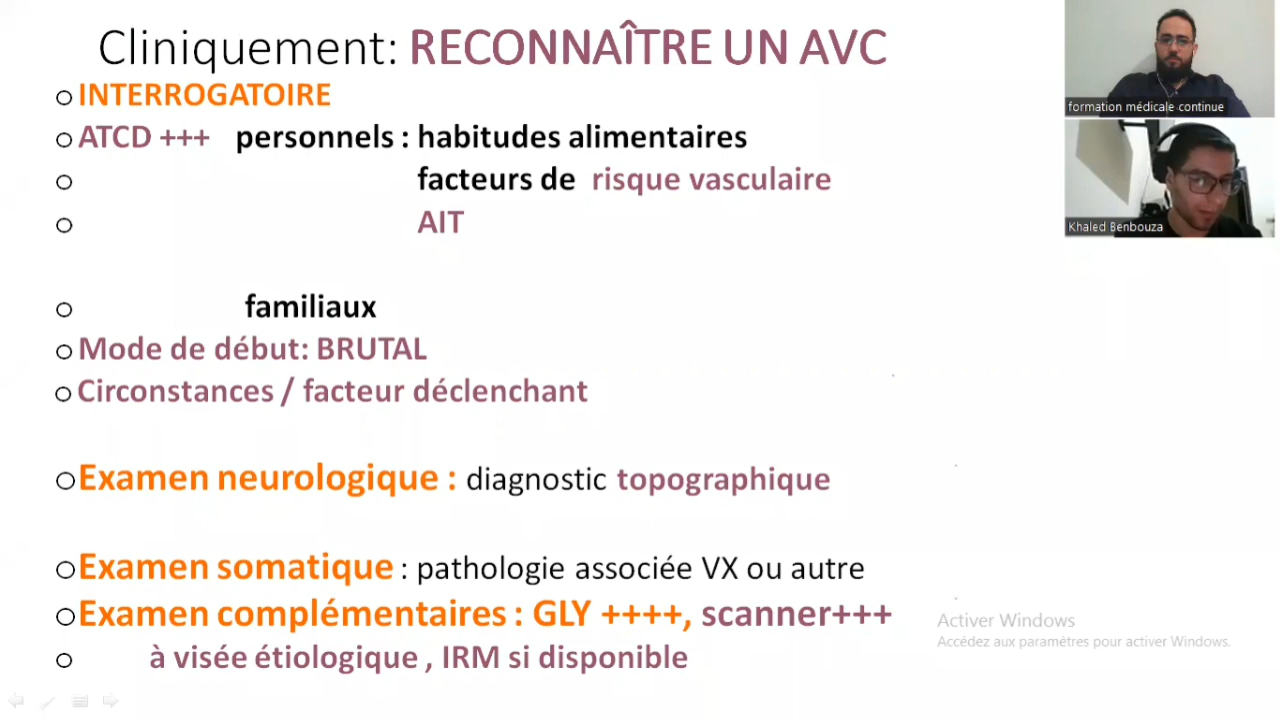 Cliniquement: RECONNAÎTRE UN AVC
INTERROGATOIRE
ATCD +++ personnels : habitudes alimentaires
facteurs de risque vasculaire
AIT
familiaux
Mode de début: BRUTAL
Circonstances / facteur déclenchant
Examen neurologique : diagnostic topographique
Examen somatique : pathologie associée VX ou autre
Examen complémentaires : GLY ++++, scanner+++
à visée étiologique , IRM si disponible
formation médicale continue
Khaled Benbouza
Activer Windows
Accédez aux paramètres pour activer Windows.